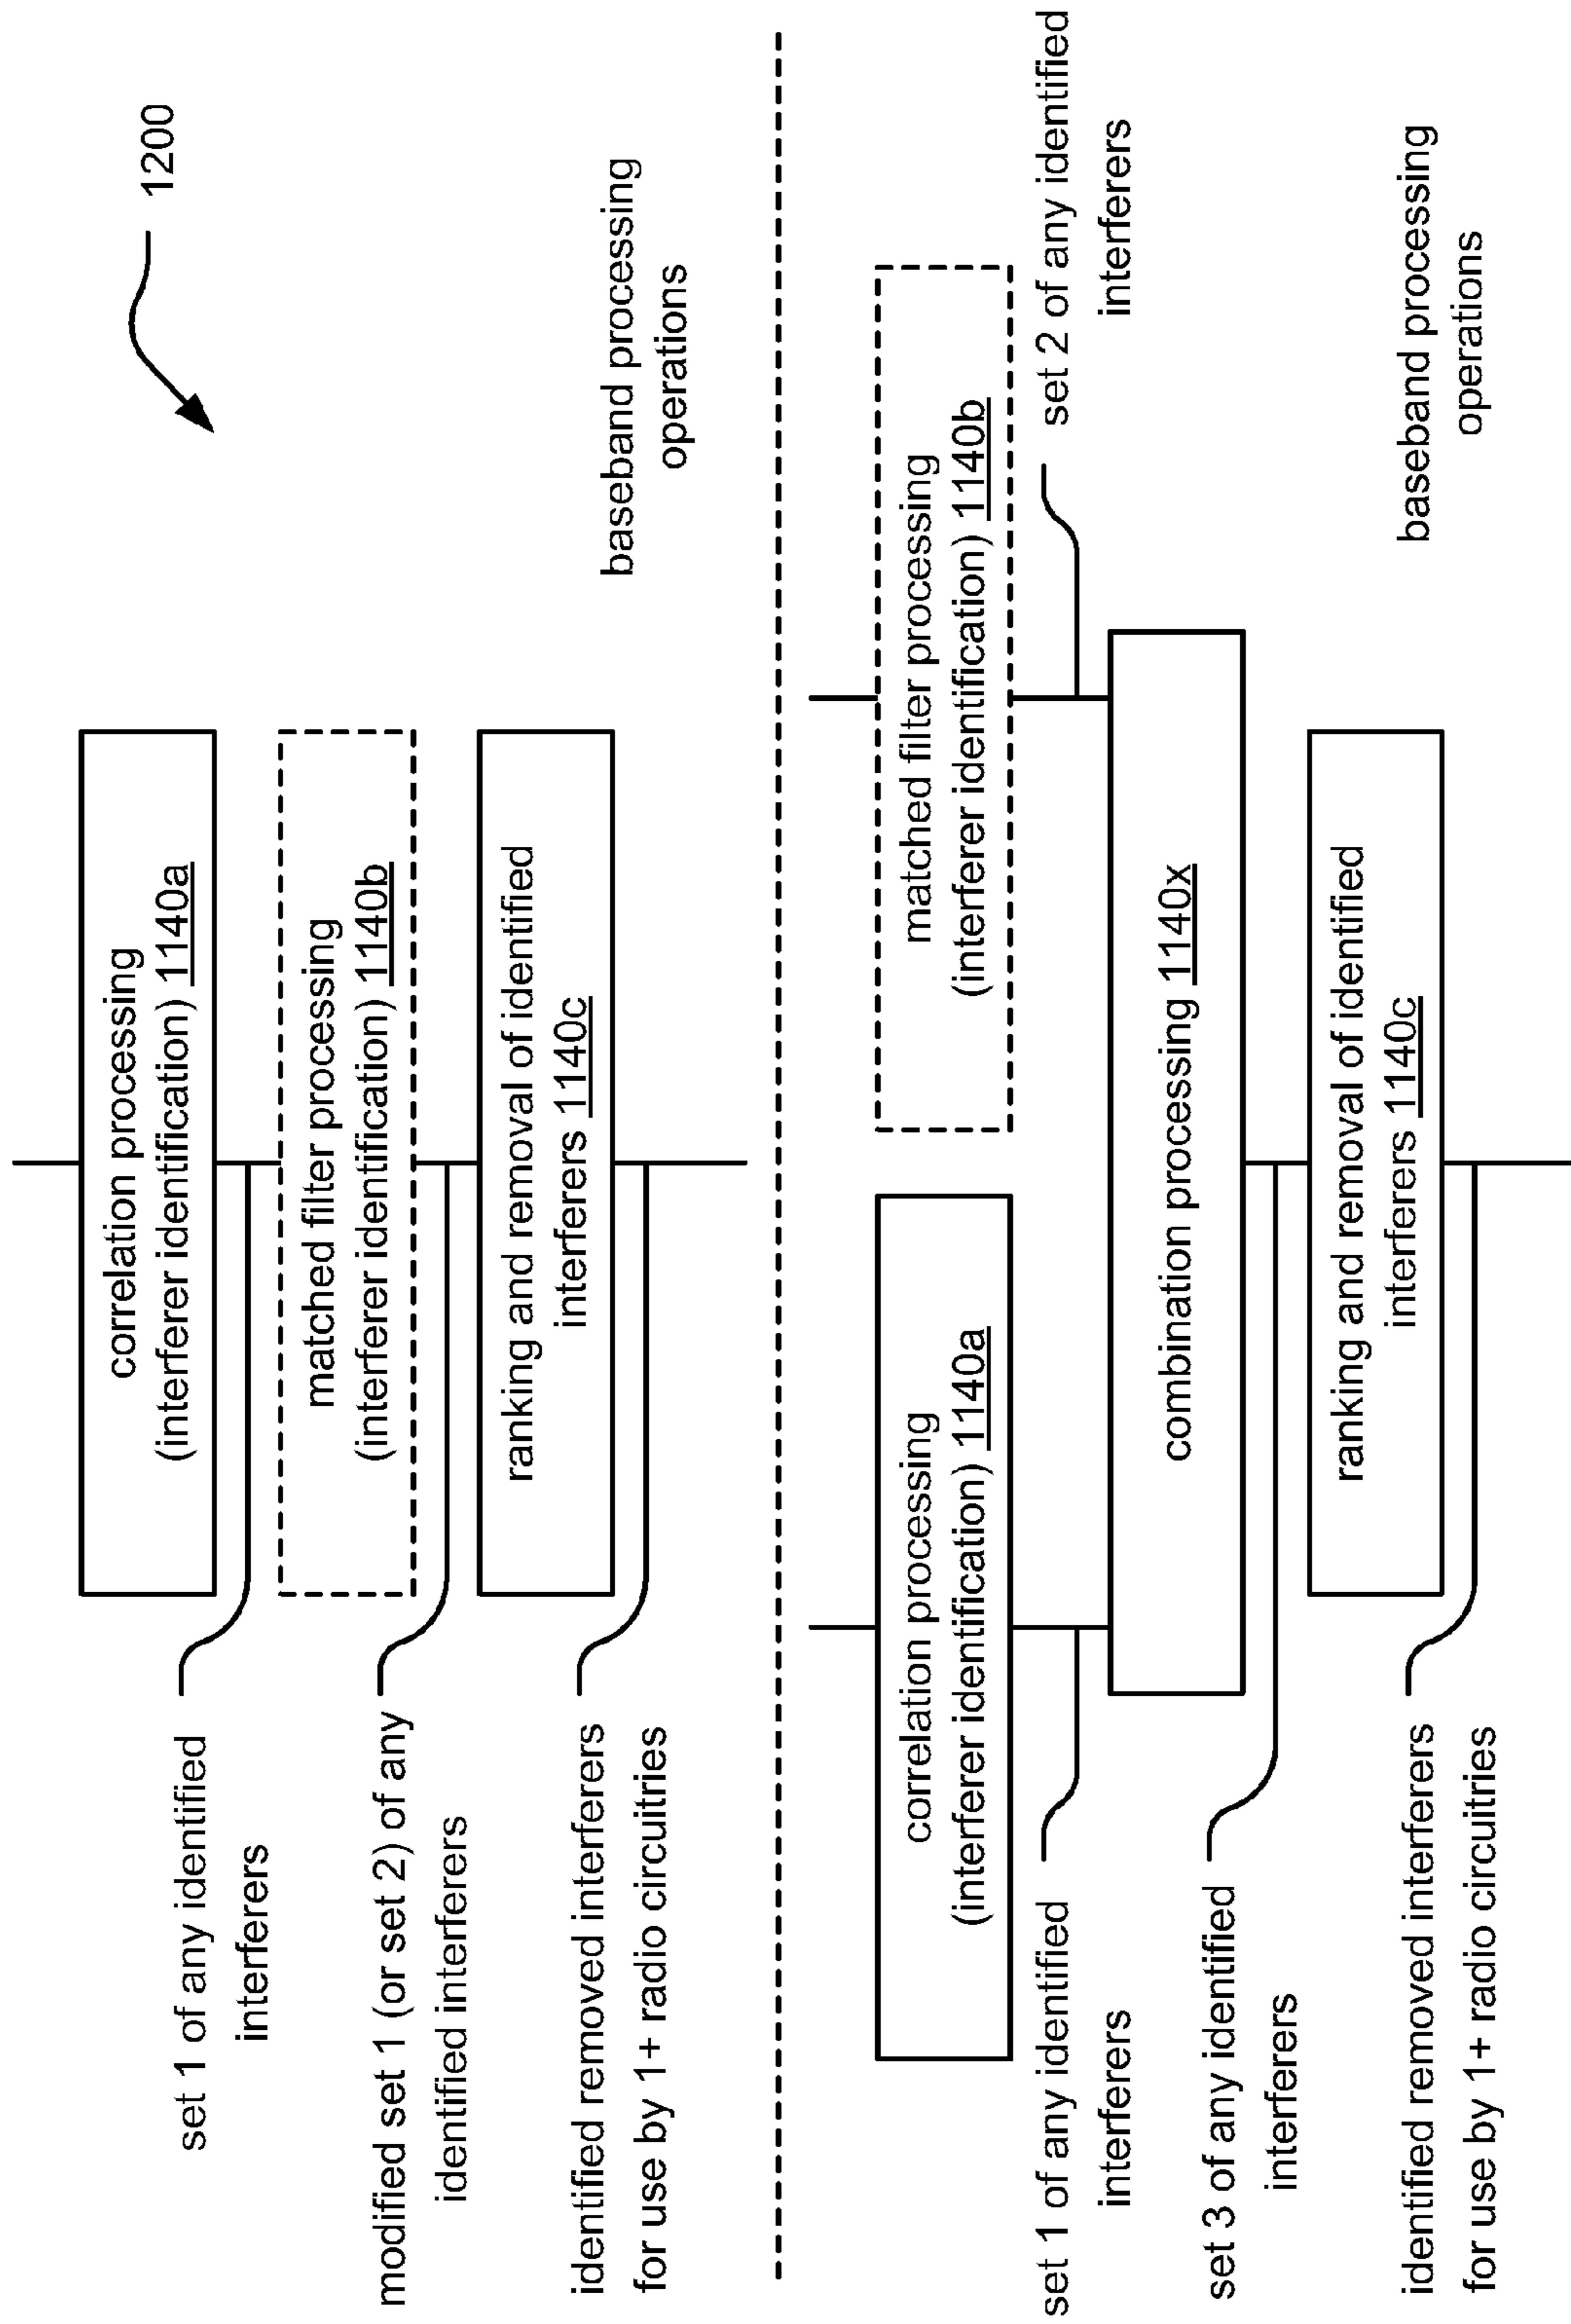 1200
correlation processing
(interferer identification) 1140a
set 1 of any identified
interferers
matched filter processing
(interferer identification) 1140b
modified set 1 (or set 2) of any
identified interferers
ranking and removal of identified
interferers 1140c
identified removed interferers
for use by 1+ radio circuitries
baseband processing
operations
correlation processing
(interferer identification) 1140a
matched filter processing
(interferer identification) 1140b
set 1 of any identified
interferers
set 2 of any identified
interferers
combination processing 1140x
set 3 of any identified
interferers
ranking and removal of identified
interferers 1140c
identified removed interferers
for use by 1+ radio circuitries
baseband processing
operations